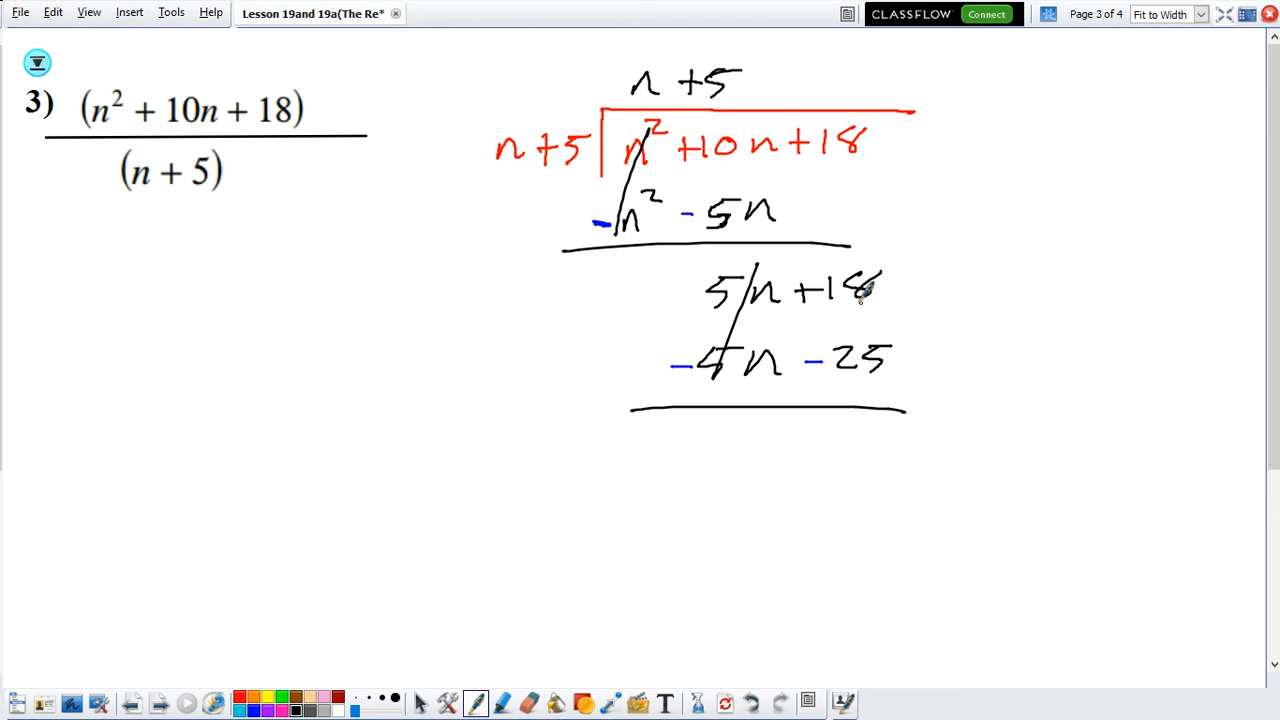 File Edit View Insert Tools Help Lesson 19and 19a(The Re* CLASSFLOW Connect Page 3 of 4 Fit to Width
3) (n² + 10n + 18)
(n + 5)
n + 5
n + 5 n² + 10n + 18
- n² - 5n
5n + 18
- 5n - 25
T